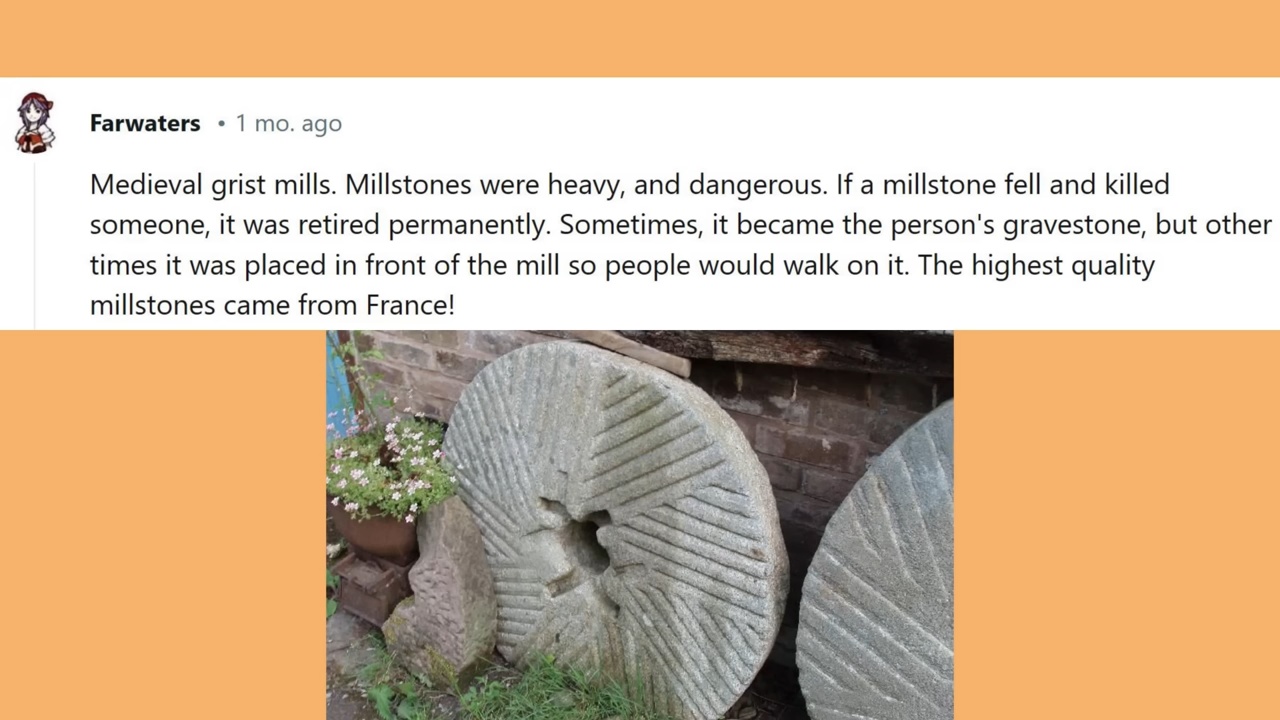 Farwaters • 1 mo. ago
Medieval grist mills. Millstones were heavy, and dangerous. If a millstone fell and killed
someone, it was retired permanently. Sometimes, it became the person's gravestone, but other
times it was placed in front of the mill so people would walk on it. The highest quality
millstones came from France!